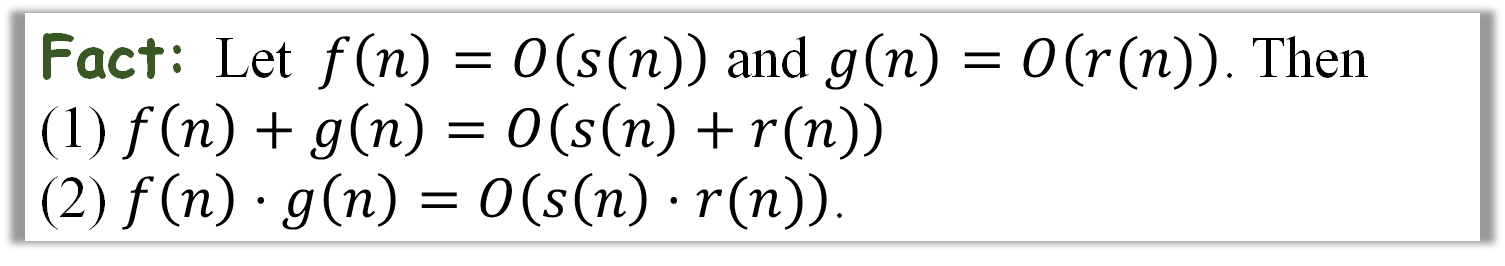 Fact: Let f(n) = O(s(n)) and g(n) = O(r(n)). Then
(1) f(n) + g(n) = O(s(n) + r(n))
(2) f(n) · g(n) = O(s(n) · r(n)).